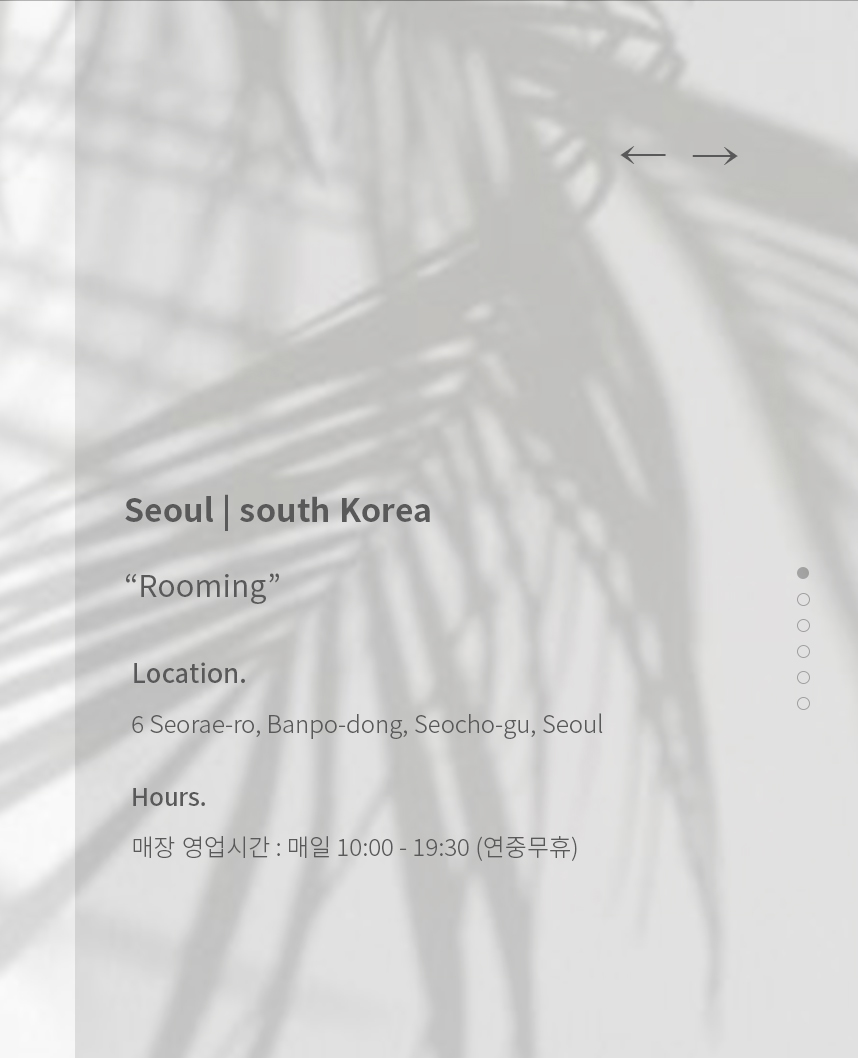 Seoul | south Korea
“Rooming”
Location.
6 Seorae-ro, Banpo-dong, Seocho-gu, Seoul
Hours.
매장 영업시간 : 매일 10:00 - 19:30 (연중무휴)